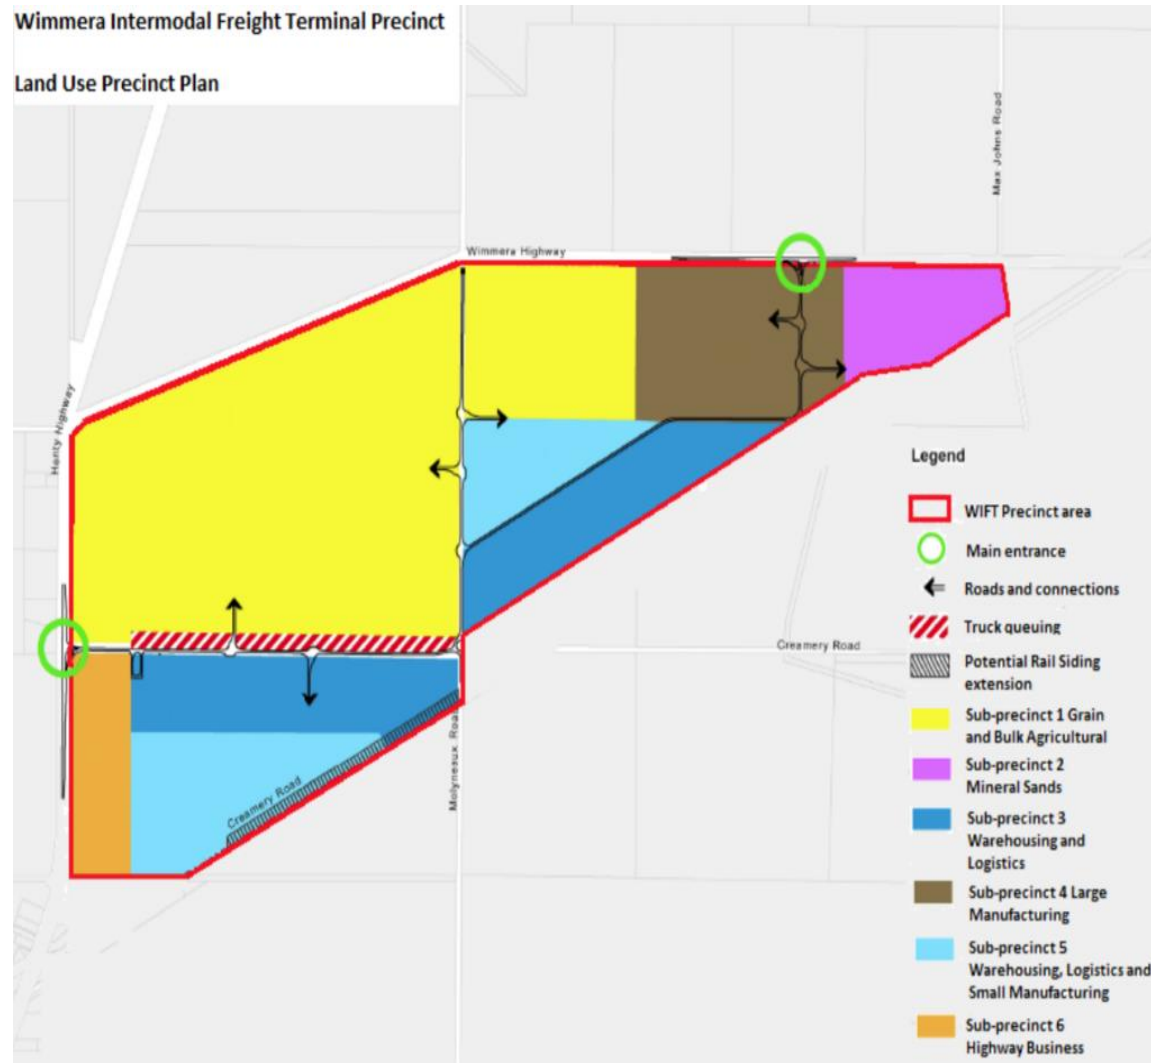 Wimmera Intermodal Freight Terminal Precinct
Land Use Precinct Plan
Max Johns Road
Wimmera Highway
Henty Highway
Creamery Road
Molyneaux Road
Creamery Road
Legend
WIFT Precinct area
Main entrance
Roads and connections
Truck queuing
Potential Rail Siding
extension
Sub-precinct 1 Grain
and Bulk Agricultural
Sub-precinct 2
Mineral Sands
Sub-precinct 3
Warehousing and
Logistics
Sub-precinct 4 Large
Manufacturing
Sub-precinct 5
Warehousing, Logistics and
Small Manufacturing
Sub-precinct 6
Highway Business